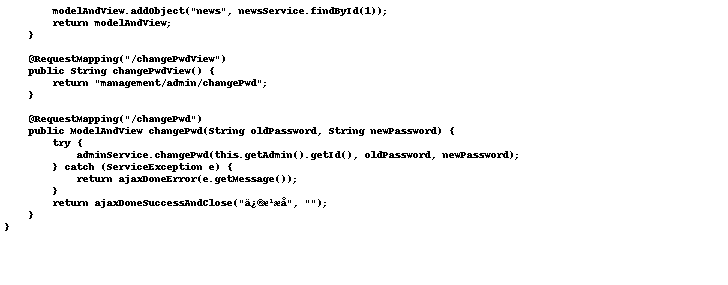 modelAndView.addObject("news", newsService.findById(1));
return modelAndView;
}
@RequestMapping("/changePwdView")
public String changePwdView() {
return "management/admin/changePwd";
}
@RequestMapping("/changePwd")
public ModelAndView changePwd(String oldPassword, String newPassword) {
try {
adminService.changePwd(this.getAdmin().getId(), oldPassword, newPassword);
} catch (ServiceException e) {
return ajaxDoneError(e.getMessage());
}
return ajaxDoneSuccessAndClose("ä¿®æ¹æå", "");
}
}